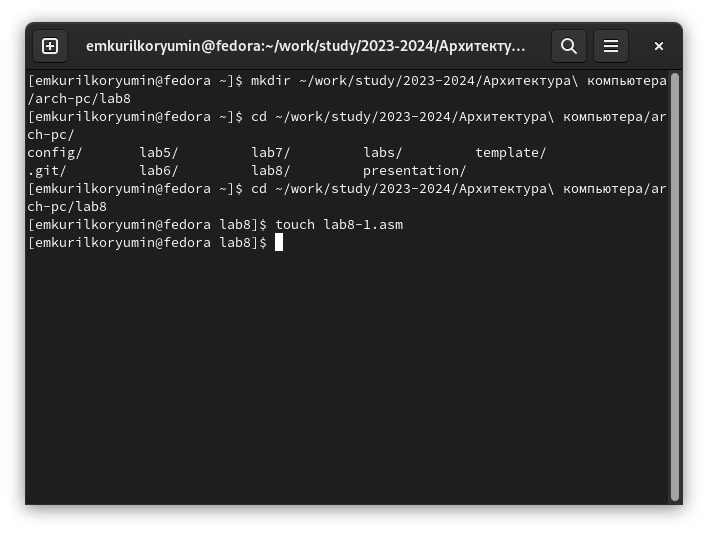 emkurilkoryumin@fedora:~/work/study/2023-2024/Архитекту...
[emkurilkoryumin@fedora ~]$ mkdir ~/work/study/2023-2024/Архитектура\ компьютера
/arch-pc/lab8
[emkurilkoryumin@fedora ~]$ cd ~/work/study/2023-2024/Архитектура\ компьютера/ar
ch-pc/
config/       lab5/         lab7/         labs/         template/
.git/         lab6/         lab8/         presentation/
[emkurilkoryumin@fedora ~]$ cd ~/work/study/2023-2024/Архитектура\ компьютера/ar
ch-pc/lab8
[emkurilkoryumin@fedora lab8]$ touch lab8-1.asm
[emkurilkoryumin@fedora lab8]$